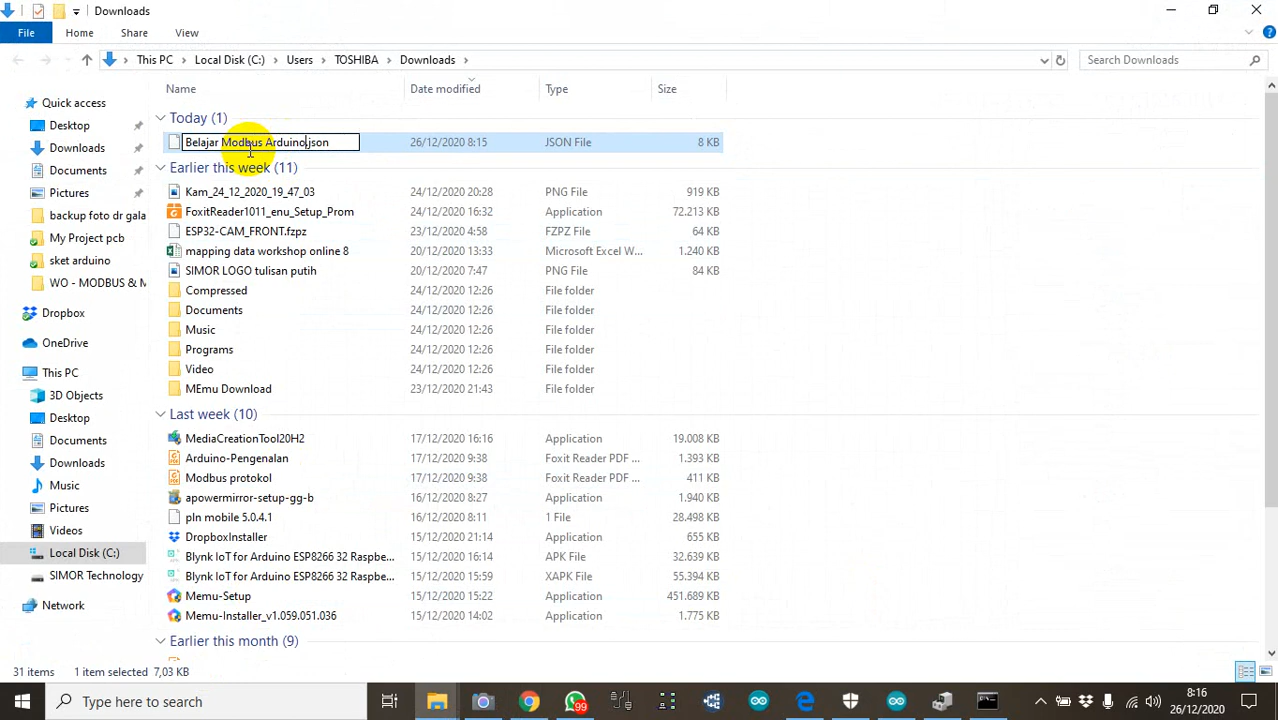 Downloads
File Home Share View
This PC Local Disk (C:) Users TOSHIBA Downloads Search Downloads
Name Date modified Type Size
Quick access
Desktop
Downloads
Documents
Pictures
backup foto dr gala
My Project pcb
sket arduino
WO - MODBUS & M
Dropbox
OneDrive
This PC
3D Objects
Desktop
Documents
Downloads
Music
Pictures
Videos
Local Disk (C:)
SIMOR Technology
Network
Today (1)
Belajar Modbus Arduino.json 26/12/2020 8:15 JSON File 8 KB
Earlier this week (11)
Kam_24_12_2020_19_47_03 24/12/2020 20:28 PNG File 919 KB
FoxitReader1011_enu_Setup_Prom 24/12/2020 16:32 Application 72.213 KB
ESP32-CAM_FRONT.fzpz 23/12/2020 4:58 FZPZ File 64 KB
mapping data workshop online 8 20/12/2020 13:33 Microsoft Excel W... 1.240 KB
SIMOR LOGO tulisan putih 20/12/2020 7:47 PNG File 84 KB
Compressed 24/12/2020 12:26 File folder
Documents 24/12/2020 12:26 File folder
Music 24/12/2020 12:26 File folder
Programs 24/12/2020 12:26 File folder
Video 24/12/2020 12:26 File folder
MEmu Download 23/12/2020 21:43 File folder
Last week (10)
MediaCreationTool20H2 17/12/2020 16:16 Application 19.008 KB
Arduino-Pengenalan 17/12/2020 9:38 Foxit Reader PDF ... 1.393 KB
Modbus protokol 17/12/2020 9:38 Foxit Reader PDF ... 411 KB
apowermirror-setup-gg-b 16/12/2020 8:27 Application 1.940 KB
pln mobile 5.0.4.1 16/12/2020 8:11 1 File 28.498 KB
DropboxInstaller 15/12/2020 21:14 Application 655 KB
Blynk IoT for Arduino ESP8266 32 Raspbe... 15/12/2020 16:14 APK File 32.639 KB
Blynk IoT for Arduino ESP8266 32 Raspbe... 15/12/2020 15:59 XAPK File 55.394 KB
Memu-Setup 15/12/2020 15:22 Application 451.689 KB
Memu-Installer_v1.059.051.036 15/12/2020 14:02 Application 1.775 KB
Earlier this month (9)
31 items 1 item selected 7,03 KB
Type here to search
99
8:16
26/12/2020